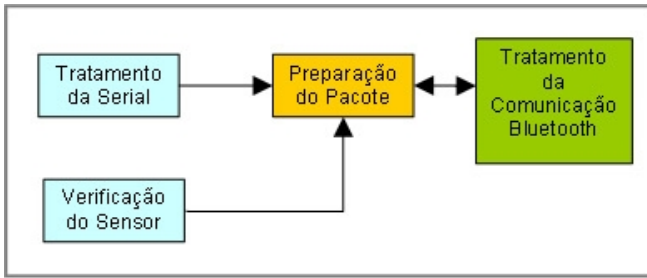 Tratamento
da Serial
Preparação
do Pacote
Tratamento
da
Comunicação
Bluetooth
Verificação
do Sensor